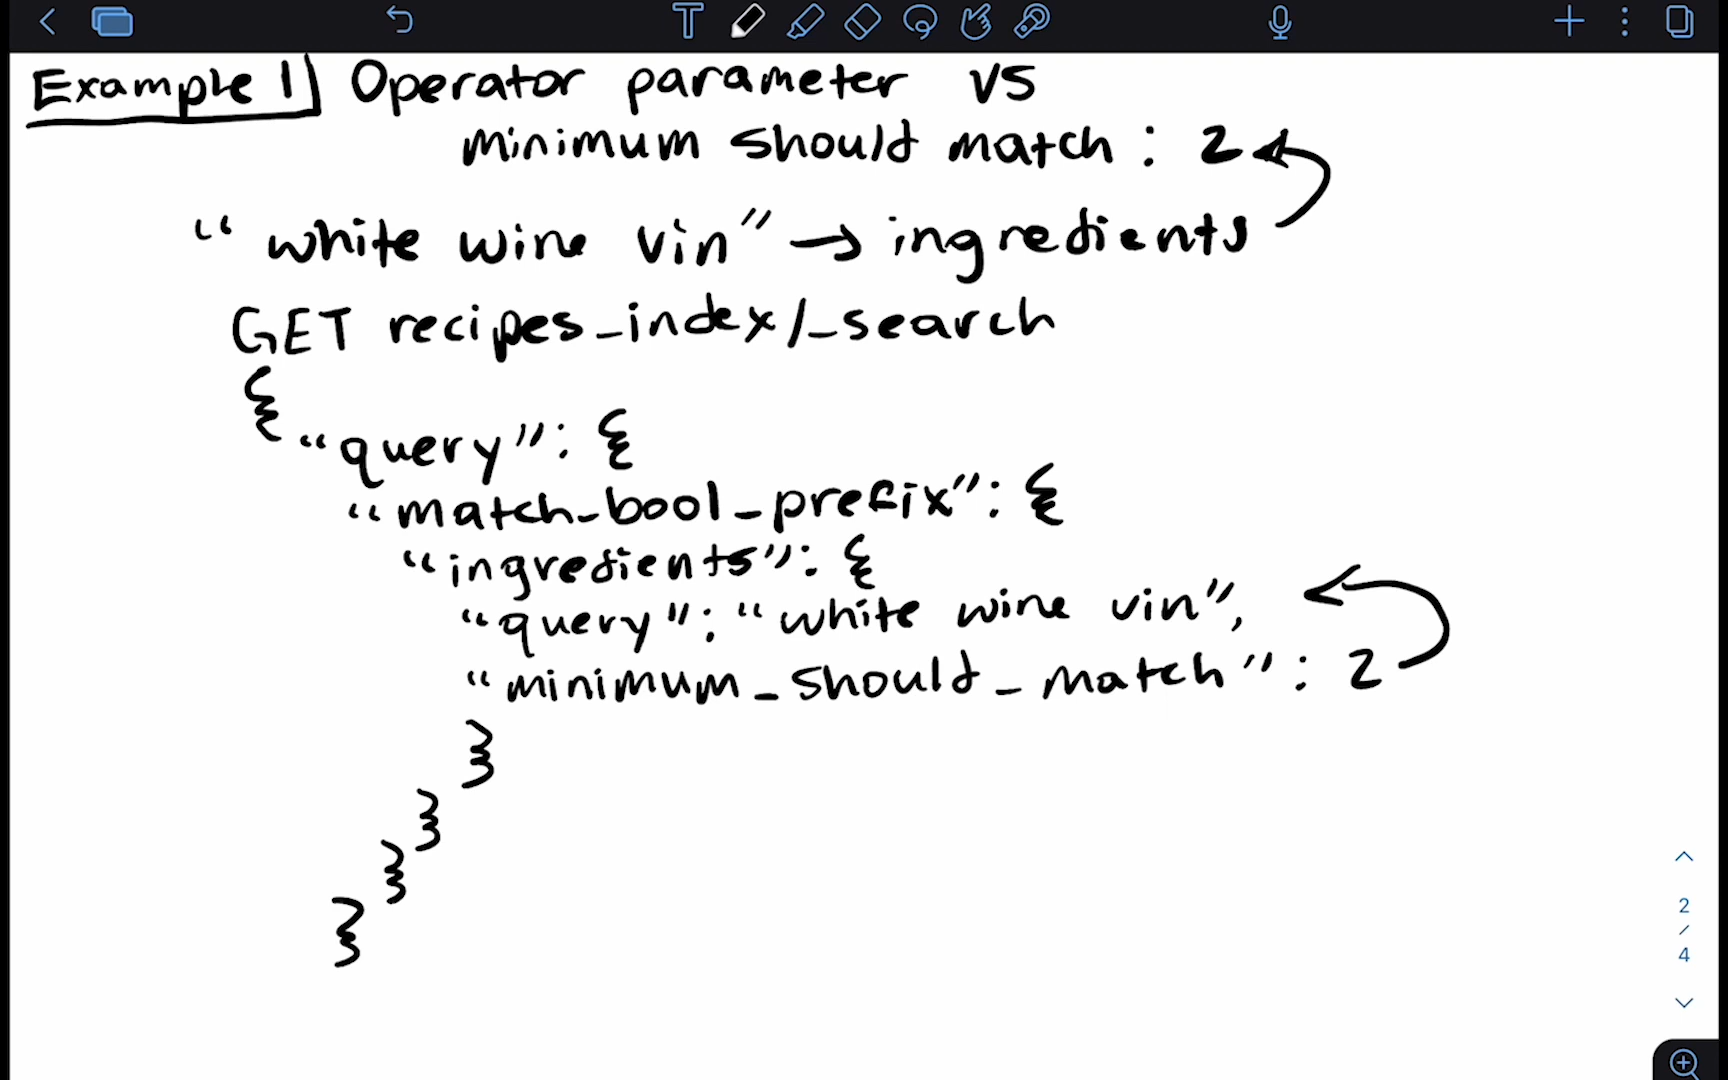 Example 1 Operator parameter vs
minimum should match : 2
“ white wine vin” → ingredients
GET recipes_index/_search
{
“query”: {
“match_bool_prefix”: {
“ingredients”: {
“query”: “white wine vin”,
“minimum_should_match”: 2
}
}
}
}
2
/
4